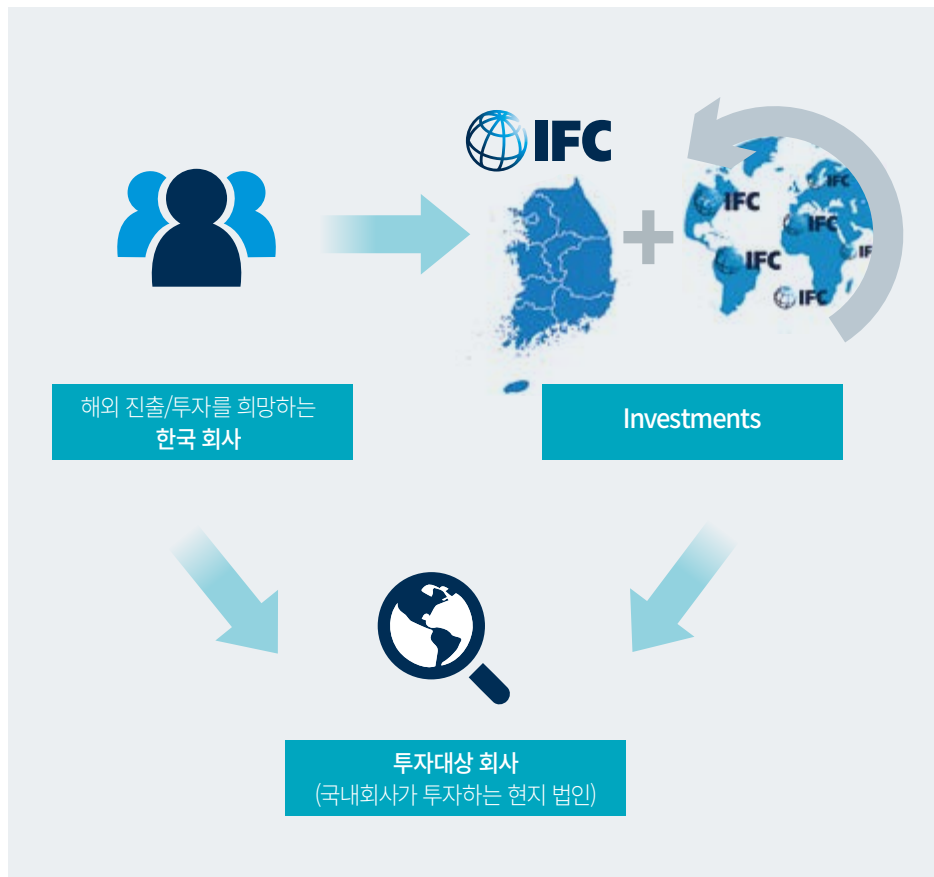 IFC
IFC
IFC
IFC
IFC
IF
IFC
해외 진출/투자를 희망하는
한국 회사
Investments
투자대상 회사
(국내회사가 투자하는 현지 법인)